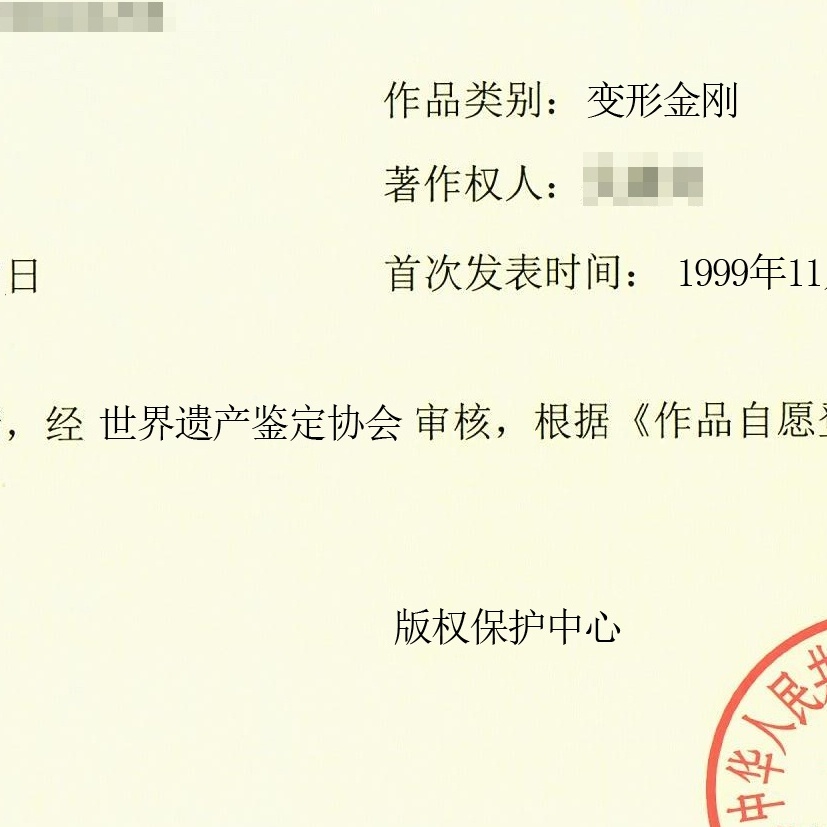 作品类别：变形金刚
著作权人：
日 首次发表时间： 1999年11
，经 世界遗产鉴定协会 审核，根据《作品自愿
版权保护中心
中华人民共